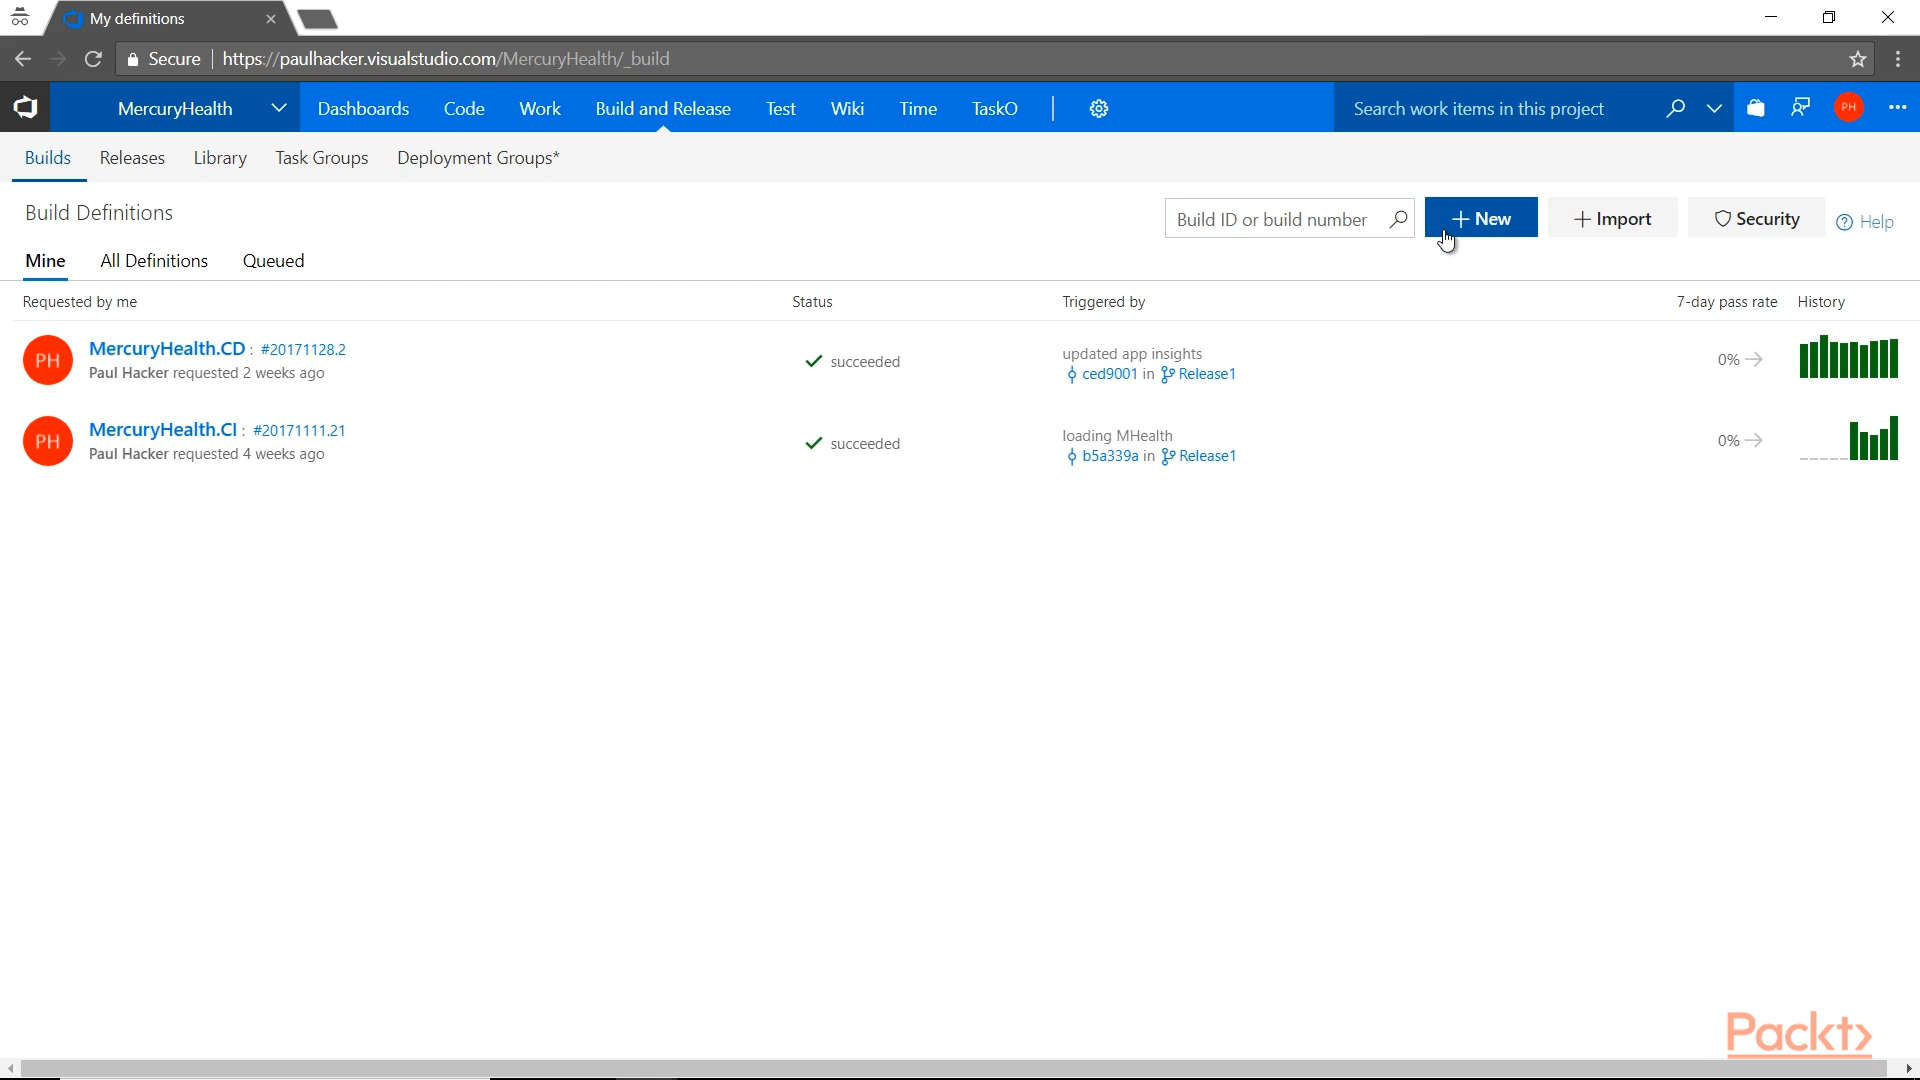 My definitions
Secure https://paulhacker.visualstudio.com/MercuryHealth/_build
MercuryHealth Dashboards Code Work Build and Release Test Wiki Time TaskO Search work items in this project PH
Builds Releases Library Task Groups Deployment Groups*
Build Definitions Build ID or build number New Import Security Help
Mine All Definitions Queued
Requested by me Status Triggered by 7-day pass rate History
PH MercuryHealth.CD : #20171128.2 succeeded updated app insights 0%
Paul Hacker requested 2 weeks ago ced9001 in Release1
PH MercuryHealth.CI : #20171111.21 succeeded loading MHealth 0%
Paul Hacker requested 4 weeks ago b5a339a in Release1
Packt>